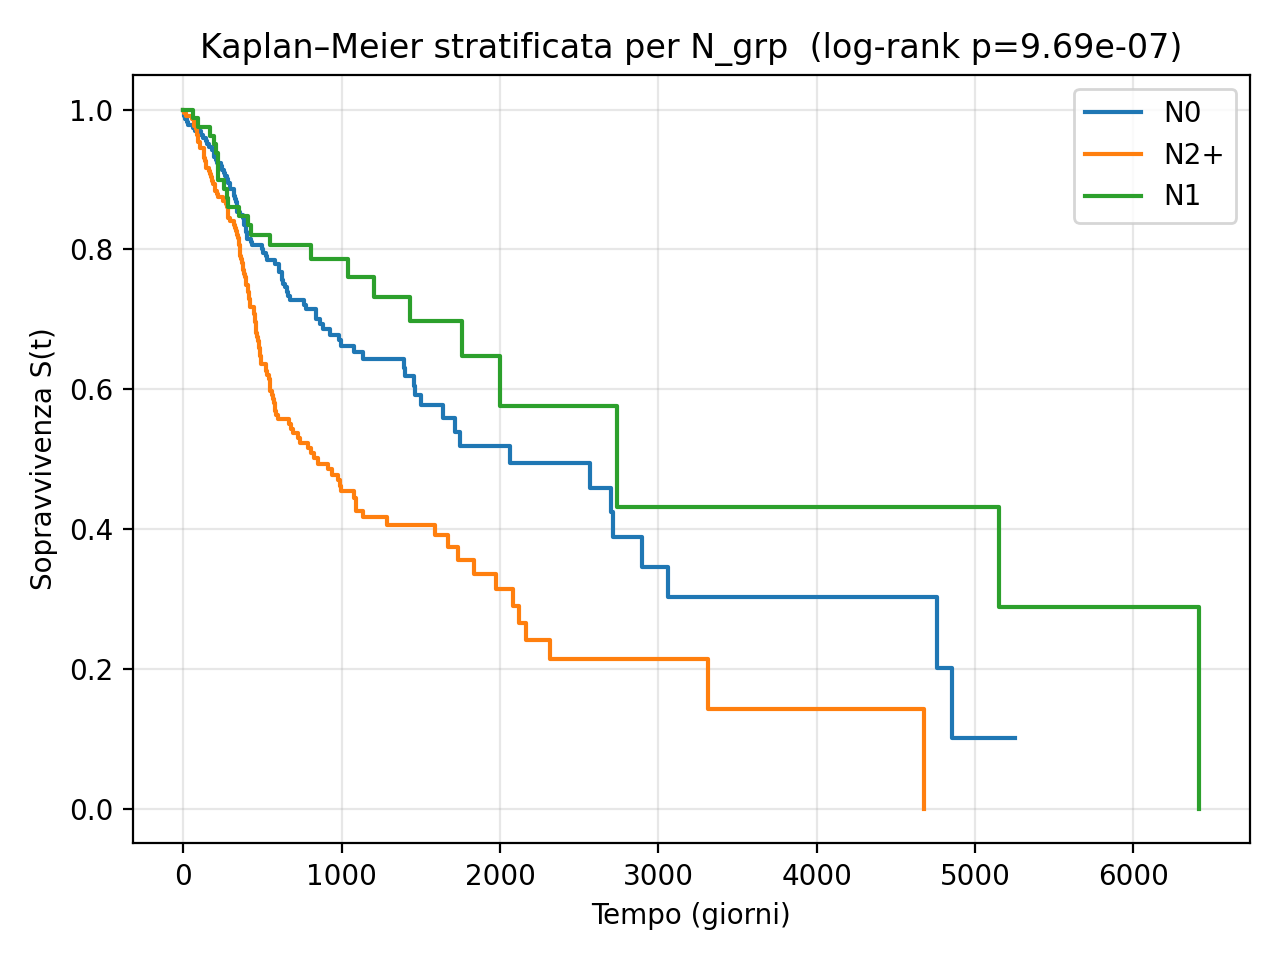 Kaplan–Meier stratificata per N_grp (log-rank p=9.69e-07)
N0
N2+
N1
Sopravvivenza S(t)
1.0
0.8
0.6
0.4
0.2
0.0
0 1000 2000 3000 4000 5000 6000
Tempo (giorni)